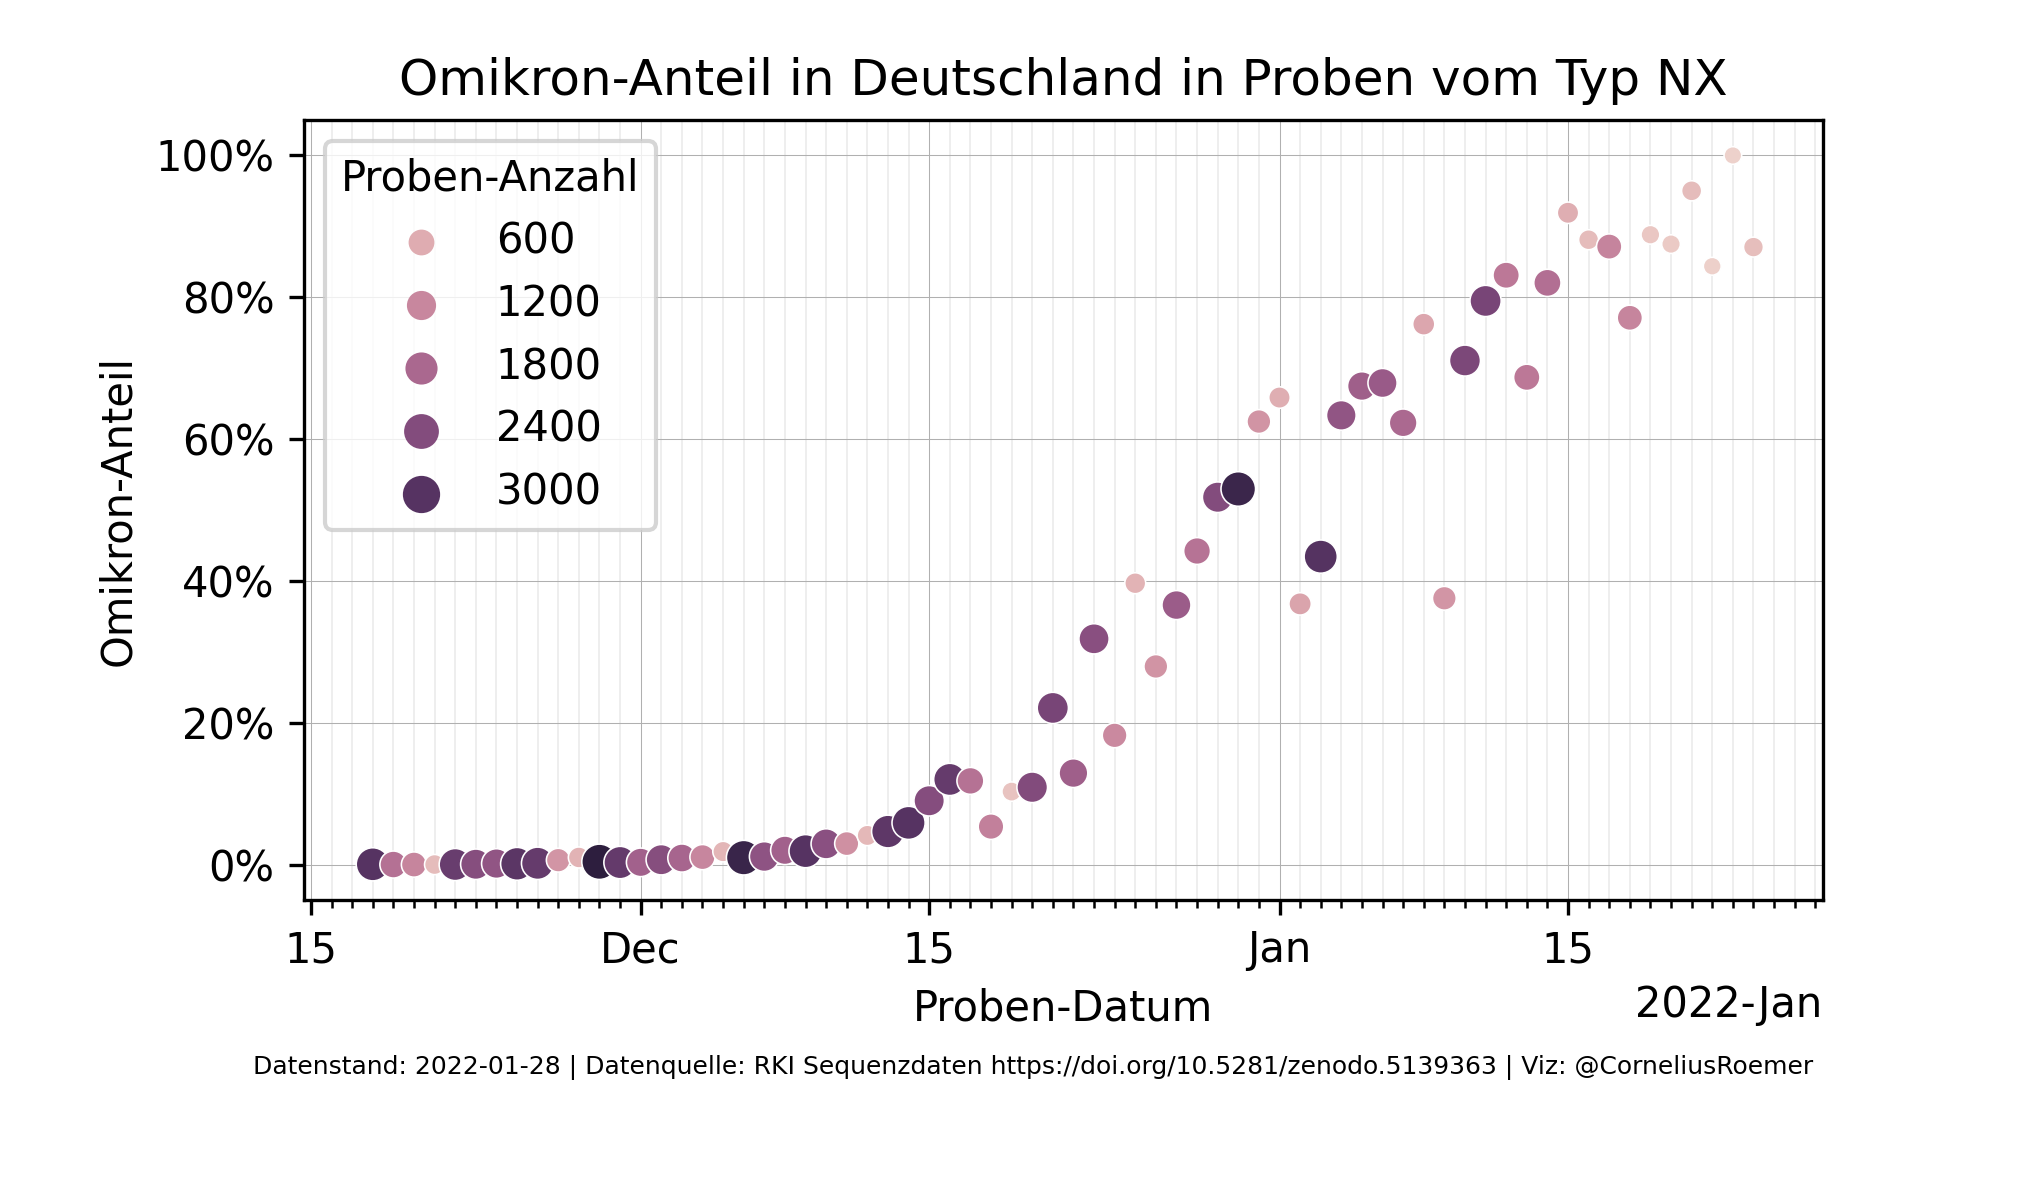 Omikron-Anteil in Deutschland in Proben vom Typ NX
100%
80%
60%
40%
20%
0%
Omikron-Anteil
Proben-Anzahl
600
1200
1800
2400
3000
15
Dec
15
Jan
15
Proben-Datum
2022-Jan
Datenstand: 2022-01-28 | Datenquelle: RKI Sequenzdaten https://doi.org/10.5281/zenodo.5139363 | Viz: @CorneliusRoemer